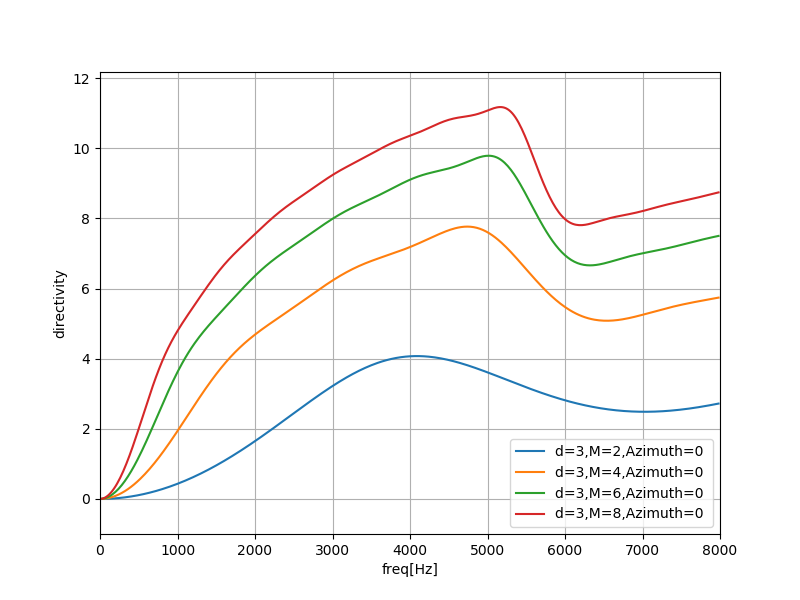 12
10
8
6
4
2
0
directivity
d=3,M=2,Azimuth=0
d=3,M=4,Azimuth=0
d=3,M=6,Azimuth=0
d=3,M=8,Azimuth=0
0 1000 2000 3000 4000 5000 6000 7000 8000
freq[Hz]